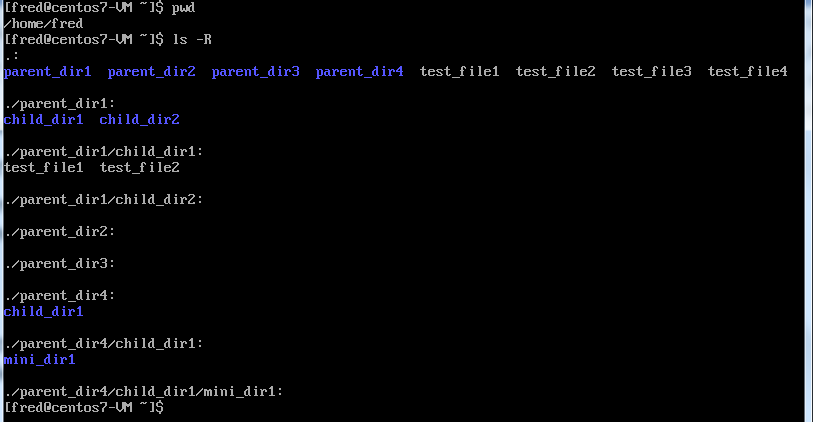 [fred@centos7-VM ~]$ pwd
/home/fred
[fred@centos7-VM ~]$ ls -R
.:
parent_dir1  parent_dir2  parent_dir3  parent_dir4  test_file1  test_file2  test_file3  test_file4
./parent_dir1:
child_dir1  child_dir2
./parent_dir1/child_dir1:
test_file1  test_file2
./parent_dir1/child_dir2:
./parent_dir2:
./parent_dir3:
./parent_dir4:
child_dir1
./parent_dir4/child_dir1:
mini_dir1
./parent_dir4/child_dir1/mini_dir1:
[fred@centos7-VM ~]$